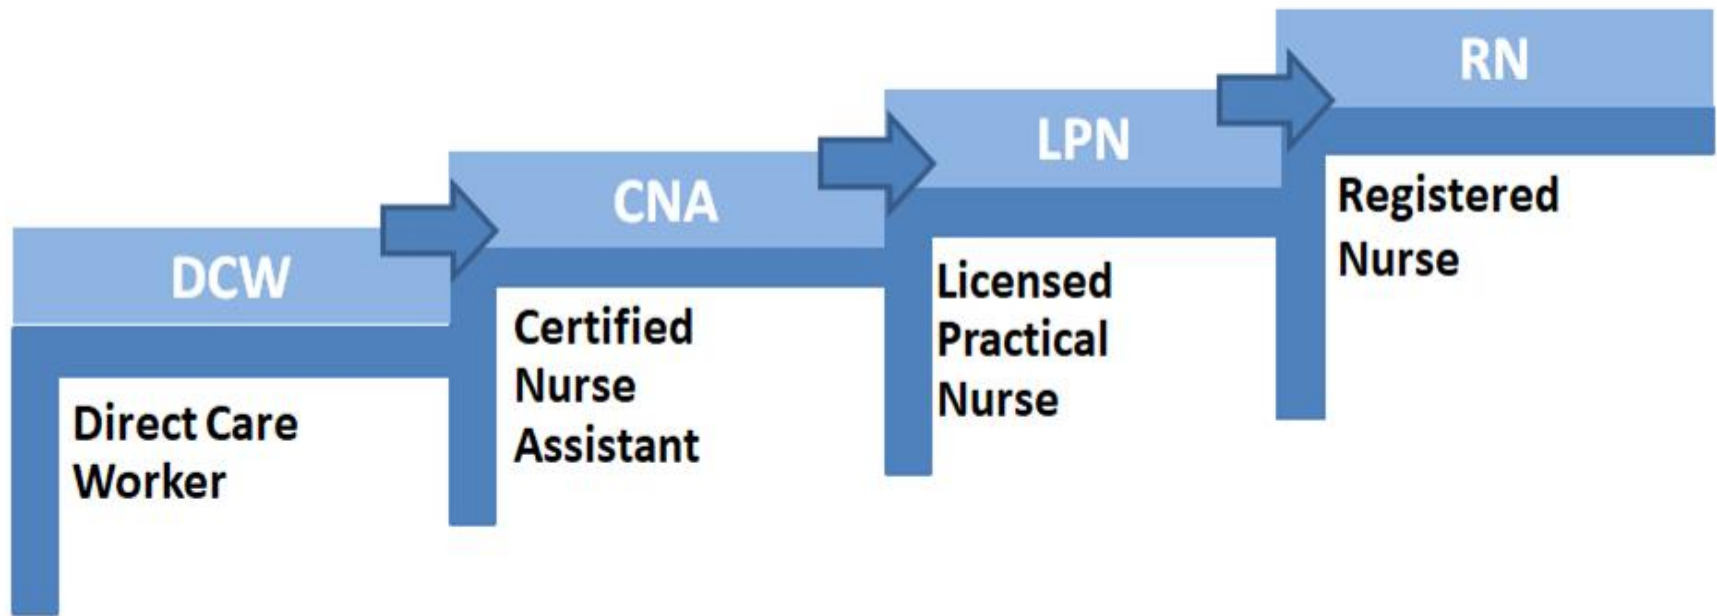 DCW
Direct Care
Worker
CNA
Certified
Nurse
Assistant
LPN
Licensed
Practical
Nurse
RN
Registered
Nurse